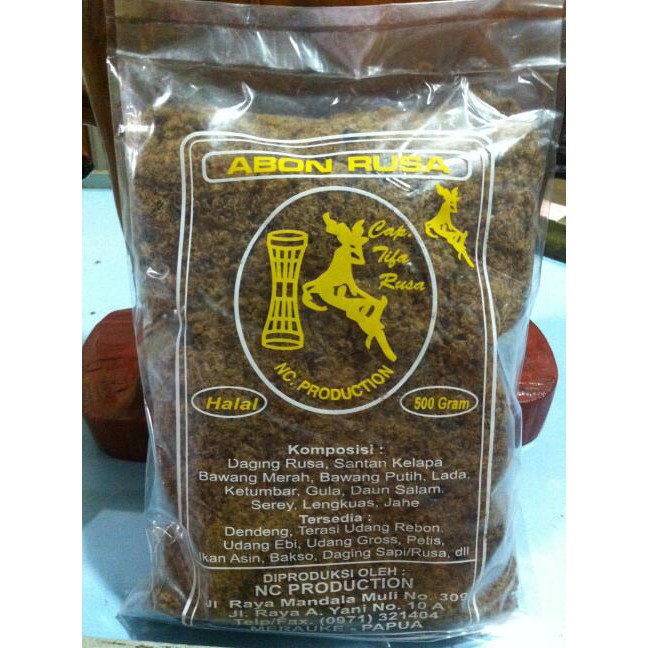 ABON RUSA
Cap.
Tifa
Rusa
NC. PRODUCTION
Halal
500 Gram
Komposisi :
Daging Rusa, Santan Kelapa
Bawang Merah, Bawang Putih, Lada.
Ketumbar, Gula, Daun Salam.
Serey, Lengkuas, Jahe
Tersedia :
Dendeng, Terasi Udang Rebon.
Udang Ebi, Udang Gross, Petis,
Ikan Asin, Bakso, Daging Sapi/Rusa, dll
DIPRODUKSI OLEH :
NC PRODUCTION
Jl Raya Mandala Muli No. 309
Jl. Raya A. Yani No. 10 A
Telp/Fax. (0971) 321404
MERAUKE - PAPUA